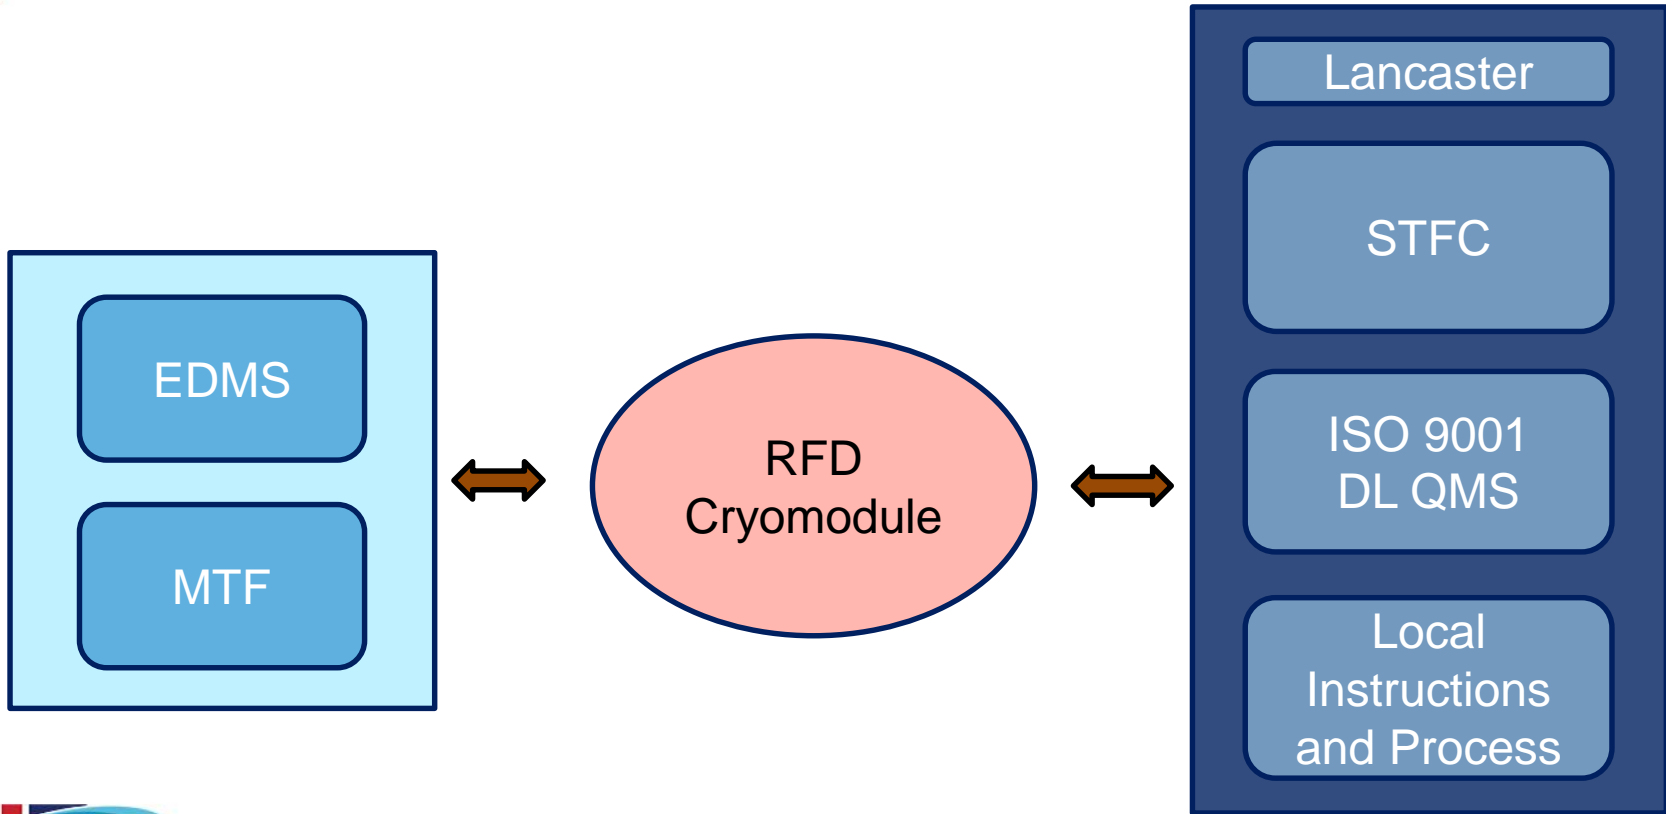 EDMS
MTF
RFD
Cryomodule
Lancaster
STFC
ISO 9001
DL QMS
Local
Instructions
and Process